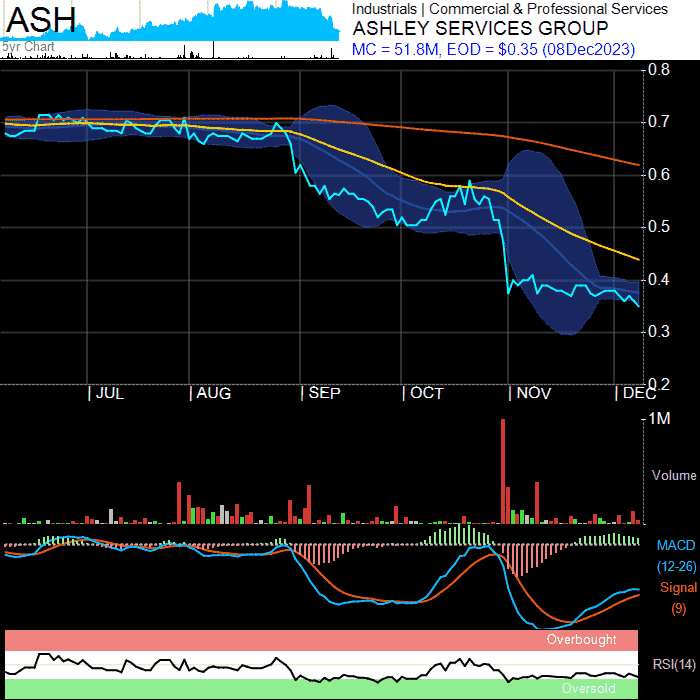 ASH
5yr Chart
Industrials | Commercial & Professional Services
ASHLEY SERVICES GROUP
MC = 51.8M, EOD = $0.35 (08Dec2023)
0.8
0.7
0.6
0.5
0.4
0.3
0.2
JUL AUG SEP OCT NOV DEC
1M
Volume
MACD
(12-26)
Signal
(9)
Overbought
RSI(14)
Oversold